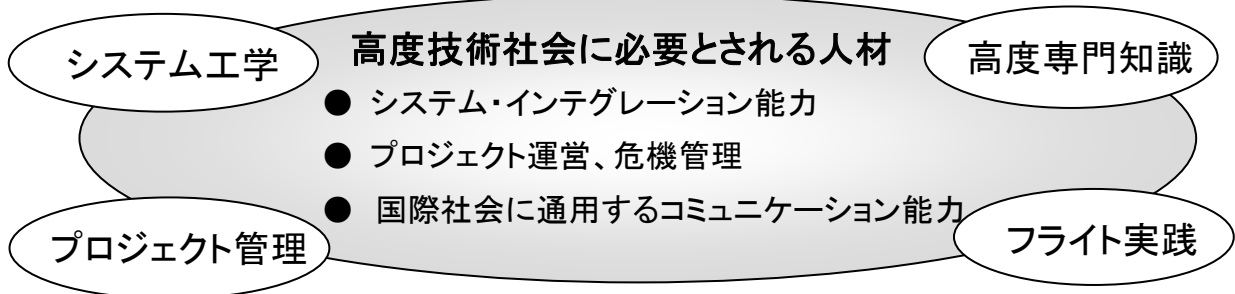 システム工学
高度技術社会に必要とされる人材
高度専門知識
● システム・インテグレーション能力
● プロジェクト運営、危機管理
● 国際社会に通用するコミュニケーション能力
プロジェクト管理
フライト実践